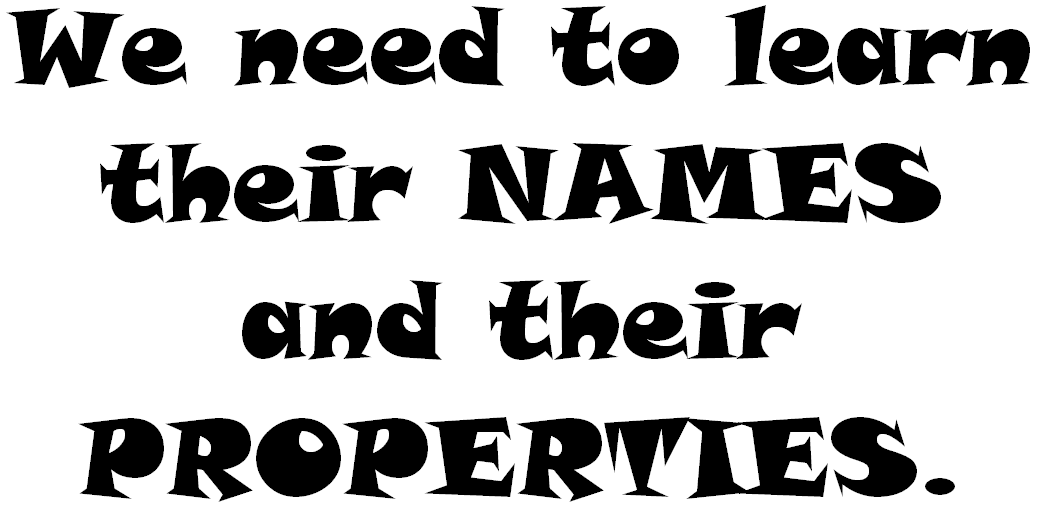 We need to learn
their NAMES
and their
PROPERTIES.